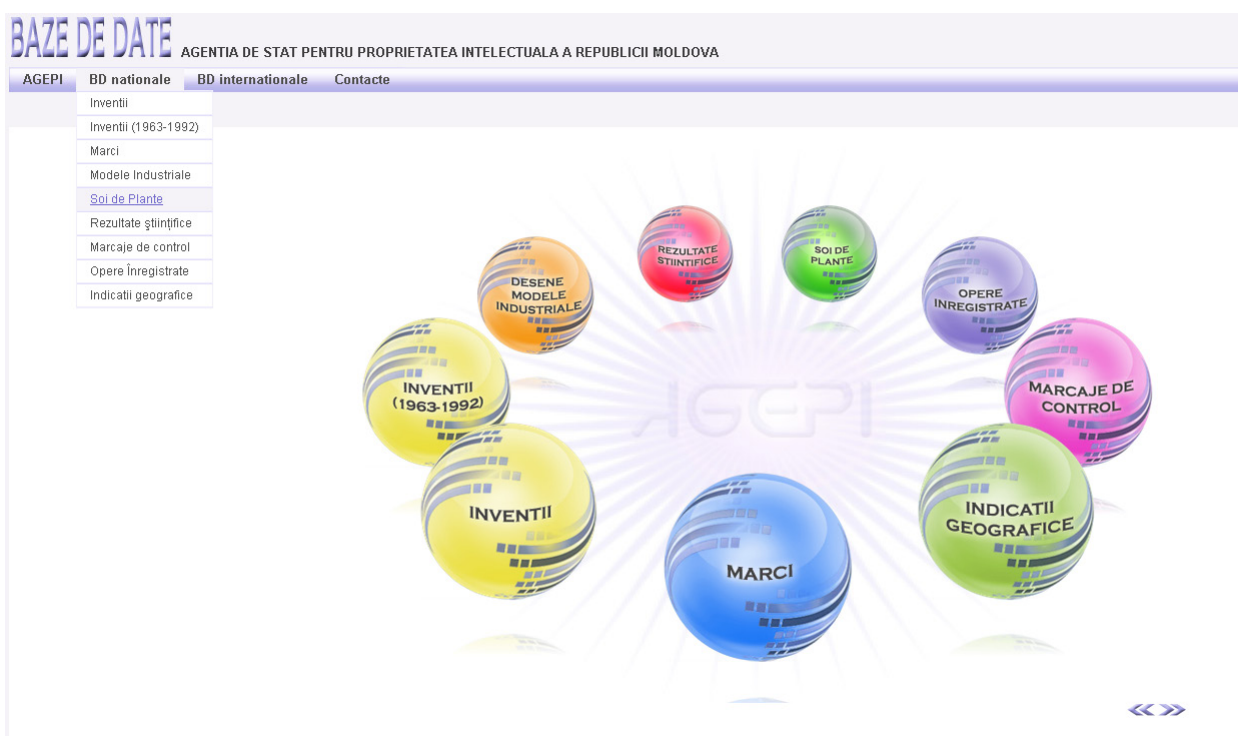 BAZE DE DATE AGENTIA DE STAT PENTRU PROPRIETATEA INTELECTUALA A REPUBLICII MOLDOVA
AGEPI BD nationale BD internationale Contacte
Inventii
Inventii (1963-1992)
Marci
Modele Industriale
Soi de Plante
Rezultate ştiinţifice
Marcaje de control
Opere Înregistrate
Indicatii geografice
REZULTATE
STIINTIFICE
SOI DE
PLANTE
DESENE
MODELE
INDUSTRIALE
OPERE
INREGISTRATE
INVENTII
(1963-1992)
MARCAJE DE
CONTROL
AGEPI
INVENTII
INDICATII
GEOGRAFICE
MARCI